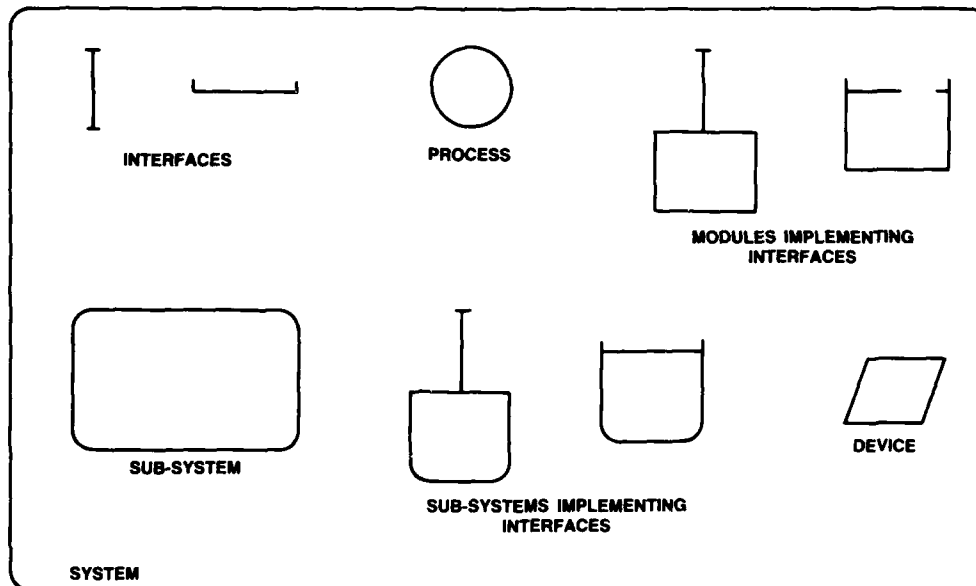 INTERFACES
PROCESS
MODULES IMPLEMENTING
INTERFACES
SUB-SYSTEM
SUB-SYSTEMS IMPLEMENTING
INTERFACES
DEVICE
SYSTEM